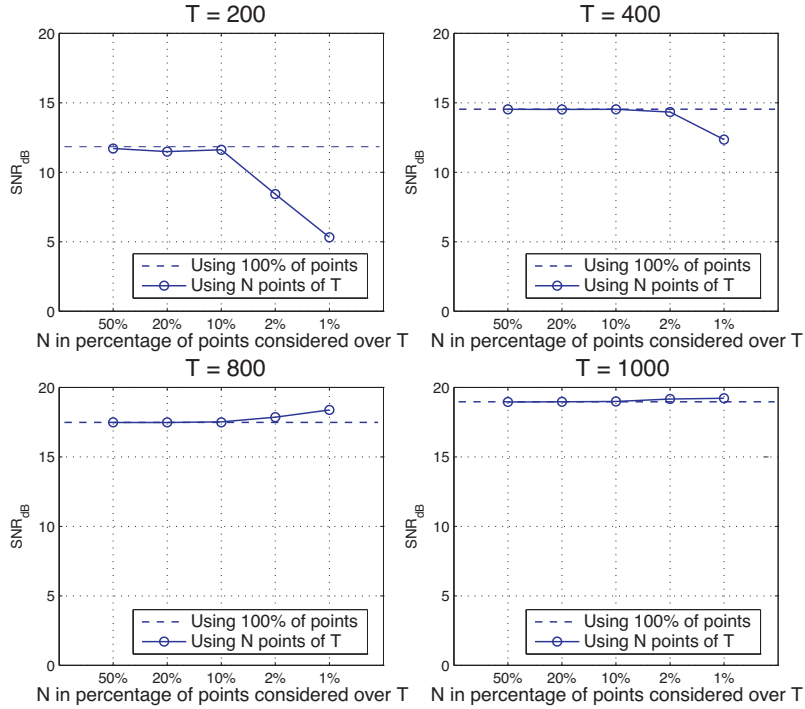 T = 200
20
15
10
5
0
SNR_dB
Using 100% of points
Using N points of T
50% 20% 10% 2% 1%
N in percentage of points considered over T
T = 400
20
15
10
5
0
SNR_dB
Using 100% of points
Using N points of T
50% 20% 10% 2% 1%
N in percentage of points considered over T
T = 800
20
15
10
5
0
SNR_dB
Using 100% of points
Using N points of T
50% 20% 10% 2% 1%
N in percentage of points considered over T
T = 1000
20
15
10
5
0
SNR_dB
Using 100% of points
Using N points of T
50% 20% 10% 2% 1%
N in percentage of points considered over T